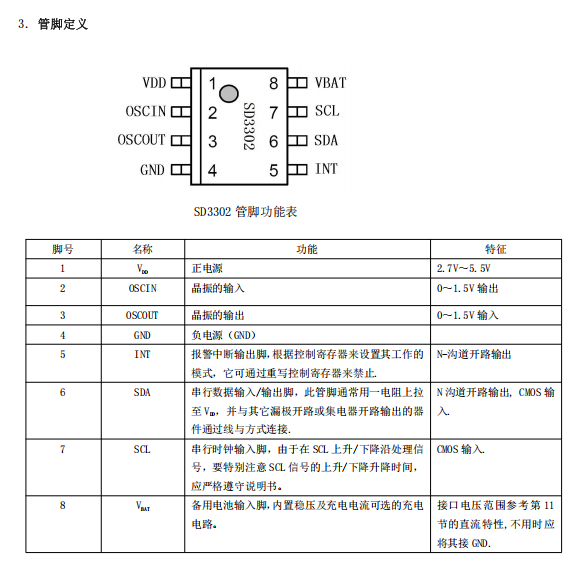 3. 管脚定义
VDD 1 8 VBAT
OSCIN 2 7 SCL
OSCOUT 3 6 SDA
GND 4 5 INT
SD3302
SD3302 管脚功能表
脚号 名称 功能 特征
1 VDD 正电源 2.7V～5.5V
2 OSCIN 晶振的输入 0～1.5V 输出
3 OSCOUT 晶振的输出 0～1.5V 输入
4 GND 负电源（GND）
5 INT 报警中断输出脚,根据控制寄存器来设置其工作的 N-沟道开路输出
模式，它可通过重写控制寄存器来禁止.
6 SDA 串行数据输入/输出脚，此管脚通常用一电阻上拉 N 沟道开路输出, CMOS 输
至 VDD，并与其它漏极开路或集电器开路输出的器 入.
件通过线与方式连接.
7 SCL 串行时钟输入脚，由于在 SCL 上升/下降沿处理信 CMOS 输入.
号，要特别注意 SCL 信号的上升/下降升降时间，
应严格遵守说明书。
8 VBAT 备用电池输入脚,内置稳压及充电电流可选的充电 接口电压范围参考第 11
电路。 节的直流特性,不用时应
将其接 GND.